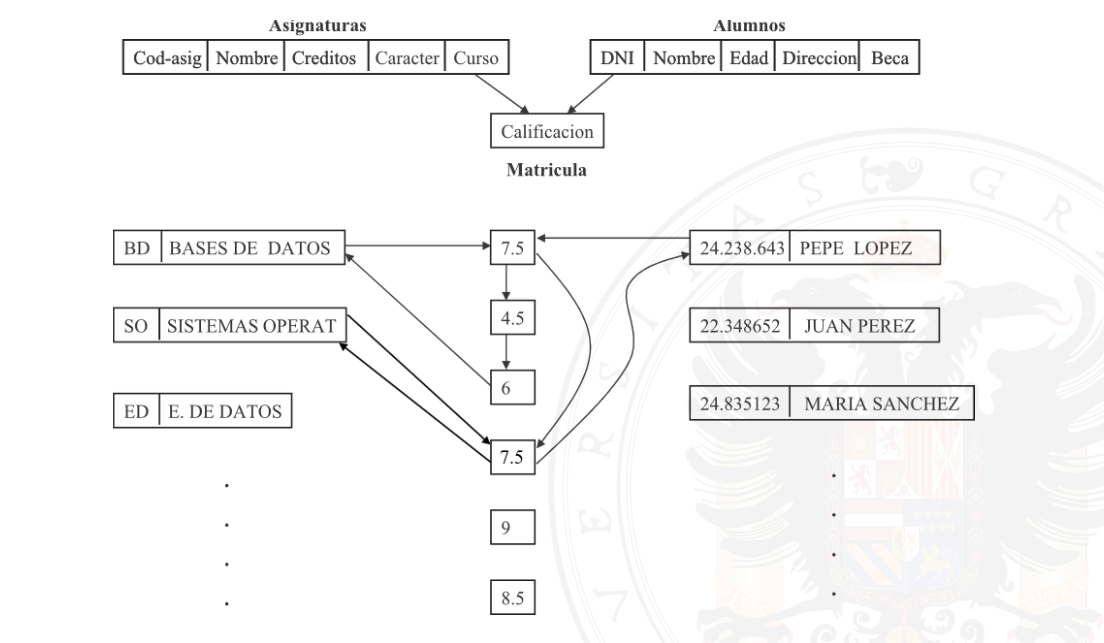 Asignaturas
Alumnos
Cod-asig Nombre Creditos Caracter Curso
DNI Nombre Edad Direccion Beca
Calificacion
Matricula
BD BASES DE DATOS
7.5
24.238.643 PEPE LOPEZ
SO SISTEMAS OPERAT
4.5
22.348652 JUAN PEREZ
6
ED E. DE DATOS
24.835123 MARIA SANCHEZ
7.5
9
8.5